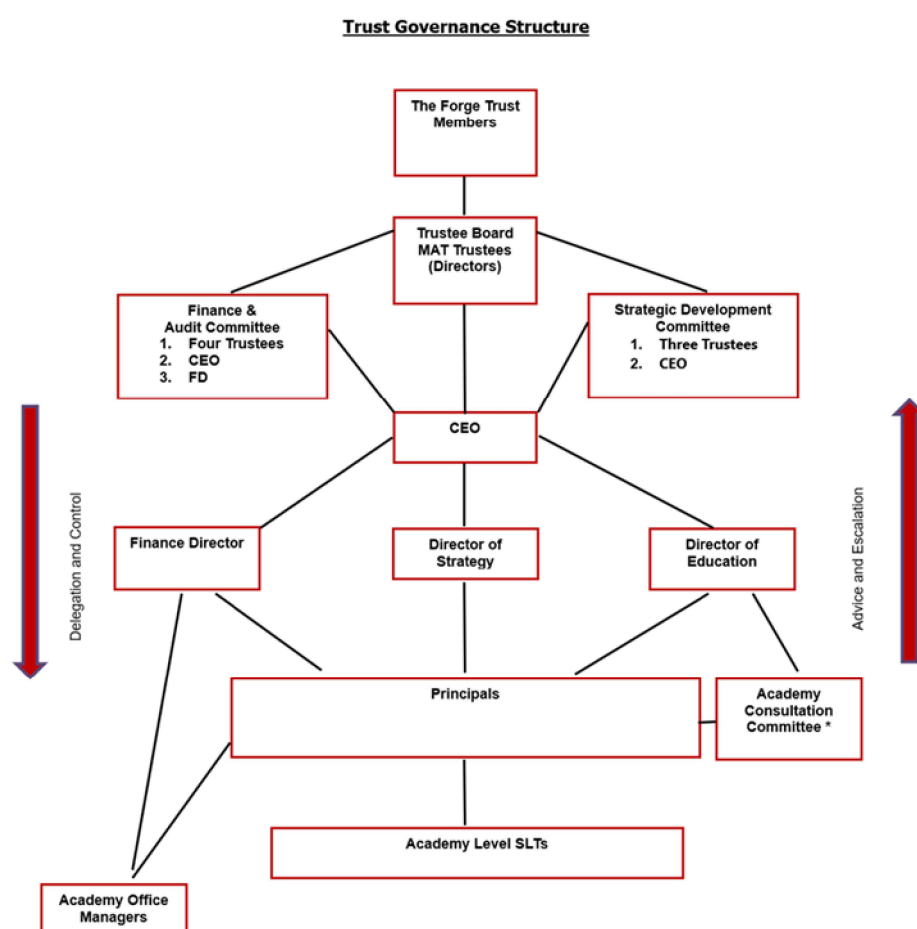 Trust Governance Structure
The Forge Trust
Members
Trustee Board
MAT Trustees
(Directors)
Finance &
Audit Committee
1. Four Trustees
2. CEO
3. FD
Strategic Development
Committee
1. Three Trustees
2. CEO
CEO
Delegation and Control
Advice and Escalation
Finance Director
Director of
Strategy
Director of
Education
Principals
Academy
Consultation
Committee *
Academy Level SLTs
Academy Office
Managers